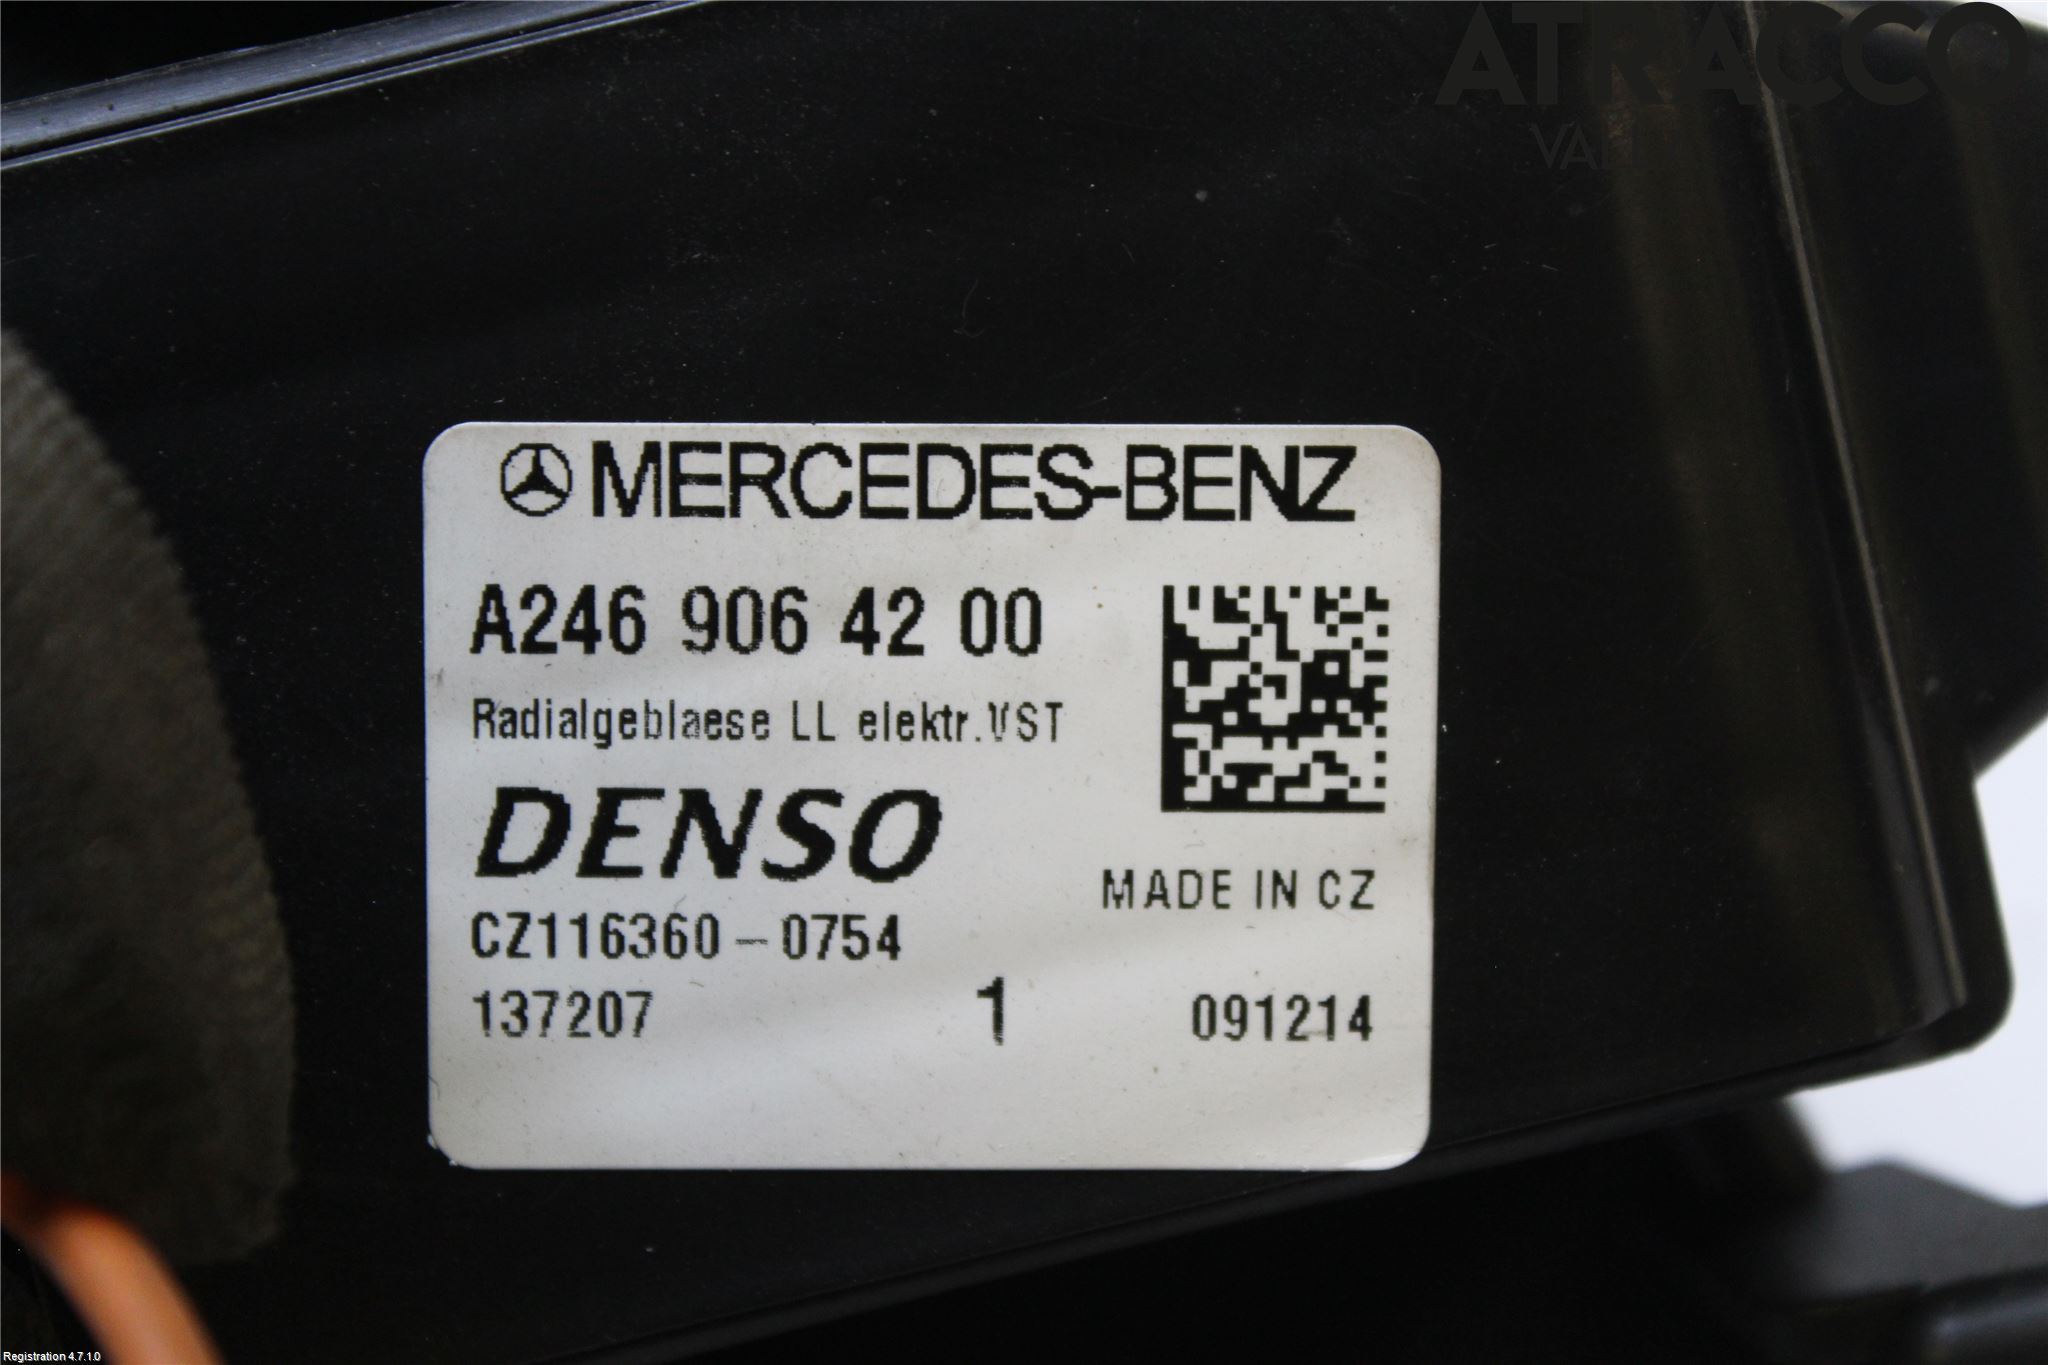 ATRACCO
MERCEDES-BENZ
A246 906 42 00
Radialgeblaese LL elektr.VST
DENSO
MADE IN CZ
CZ116360-0754
137207 1 091214
Registration 4.7.1.0